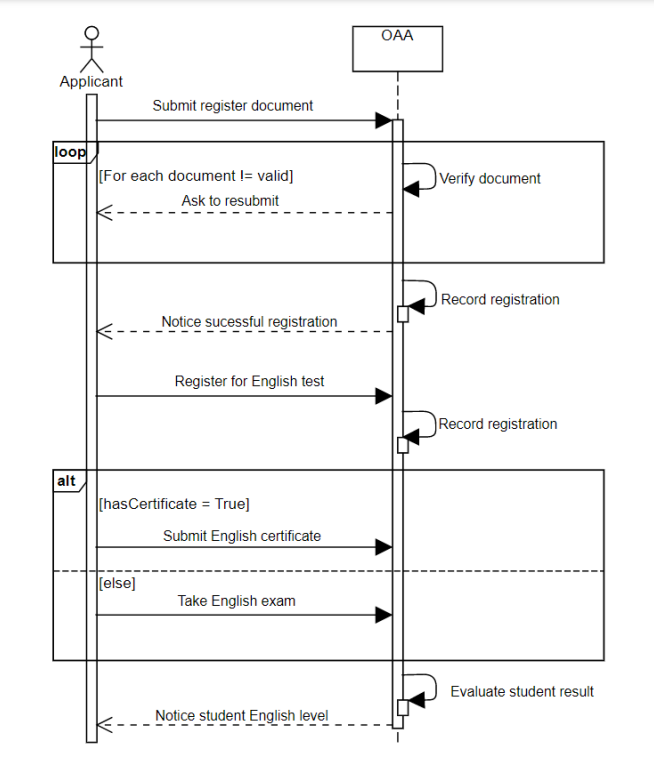 OAA
Applicant
Submit register document
loop
[For each document != valid]
Verify document
Ask to resubmit
Record registration
Notice sucessful registration
Register for English test
Record registration
alt
[hasCertificate = True]
Submit English certificate
[else]
Take English exam
Evaluate student result
Notice student English level